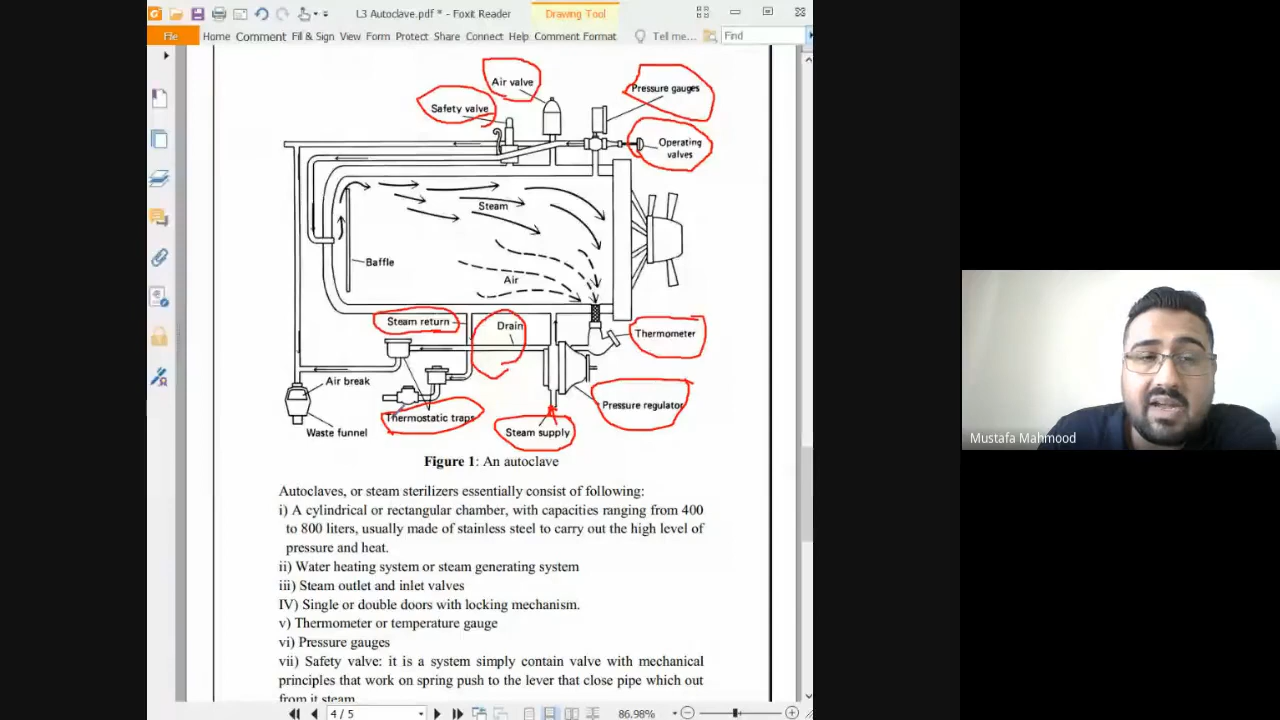 L3 Autoclave.pdf * - Foxit Reader
Drawing Tool
File Home Comment Fill & Sign View Form Protect Share Connect Help Comment Format Tell me... Find
Air valve
Safety valve
Pressure gauges
Operating
valves
Steam
Baffle
Air
Steam return
Drain
Thermometer
Air break
Pressure regulator
Thermostatic traps
Waste funnel
Steam supply
Figure 1: An autoclave
Autoclaves, or steam sterilizers essentially consist of following:
i) A cylindrical or rectangular chamber, with capacities ranging from 400
to 800 liters, usually made of stainless steel to carry out the high level of
pressure and heat.
ii) Water heating system or steam generating system
iii) Steam outlet and inlet valves
IV) Single or double doors with locking mechanism.
v) Thermometer or temperature gauge
vi) Pressure gauges
vii) Safety valve: it is a system simply contain valve with mechanical
principles that work on spring push to the lever that close pipe which out
from it steam
4 / 5
86.98%
Mustafa Mahmood